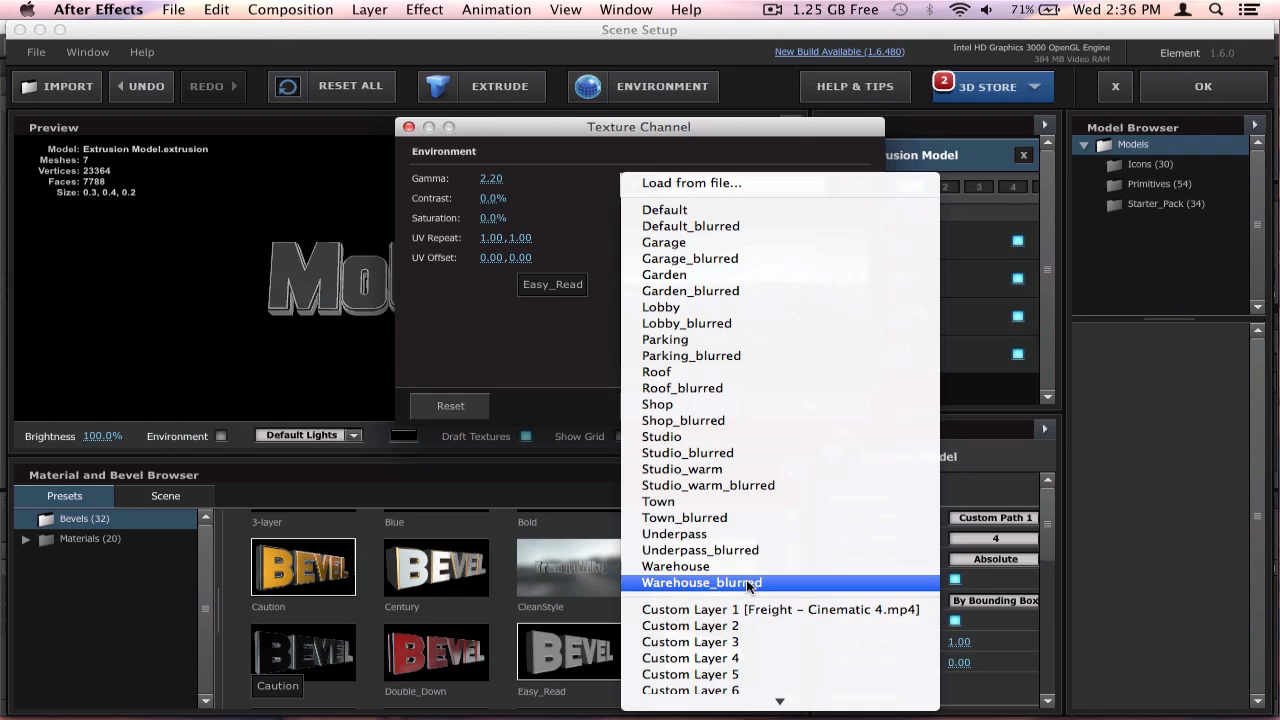 After Effects File Edit Composition Layer Effect Animation View Window Help 1.25 GB Free 71% Wed 2:36 PM
Scene Setup
File Window Help New Build Available (1.6.480) Intel HD Graphics 3000 OpenGL Engine
384 MB Video RAM Element 1.6.0
IMPORT UNDO REDO RESET ALL EXTRUDE ENVIRONMENT HELP & TIPS 2 3D STORE X OK
Preview
Model: Extrusion Model.extrusion
Meshes: 7
Vertices: 23364
Faces: 7788
Size: 0.3, 0.4, 0.2
Texture Channel
Environment
Gamma: 2.20
Contrast: 0.0%
Saturation: 0.0%
UV Repeat: 1.00,1.00
UV Offset: 0.00,0.00
Easy_Read
Reset
Load from file...
Default
Default_blurred
Garage
Garage_blurred
Garden
Garden_blurred
Lobby
Lobby_blurred
Parking
Parking_blurred
Roof
Roof_blurred
Shop
Shop_blurred
Studio
Studio_blurred
Studio_warm
Studio_warm_blurred
Town
Town_blurred
Underpass
Underpass_blurred
Warehouse
Warehouse_blurred
Custom Layer 1 [Freight - Cinematic 4.mp4]
Custom Layer 2
Custom Layer 3
Custom Layer 4
Custom Layer 5
Custom Layer 6
usion Model X
2 3 4
Model Browser
Models
Icons (30)
Primitives (54)
Starter_Pack (34)
Brightness 100.0% Environment Default Lights Draft Textures Show Grid
Material and Bevel Browser
Presets Scene
Bevels (32)
Materials (20)
3-layer Blue Bold
BEVEL BEVEL
Caution Century CleanStyle
BEVEL BEVEL BEVEL
Caution Double_Down Easy_Read
Model
Custom Path 1
4
Absolute
By Bounding Box
1.00
0.00